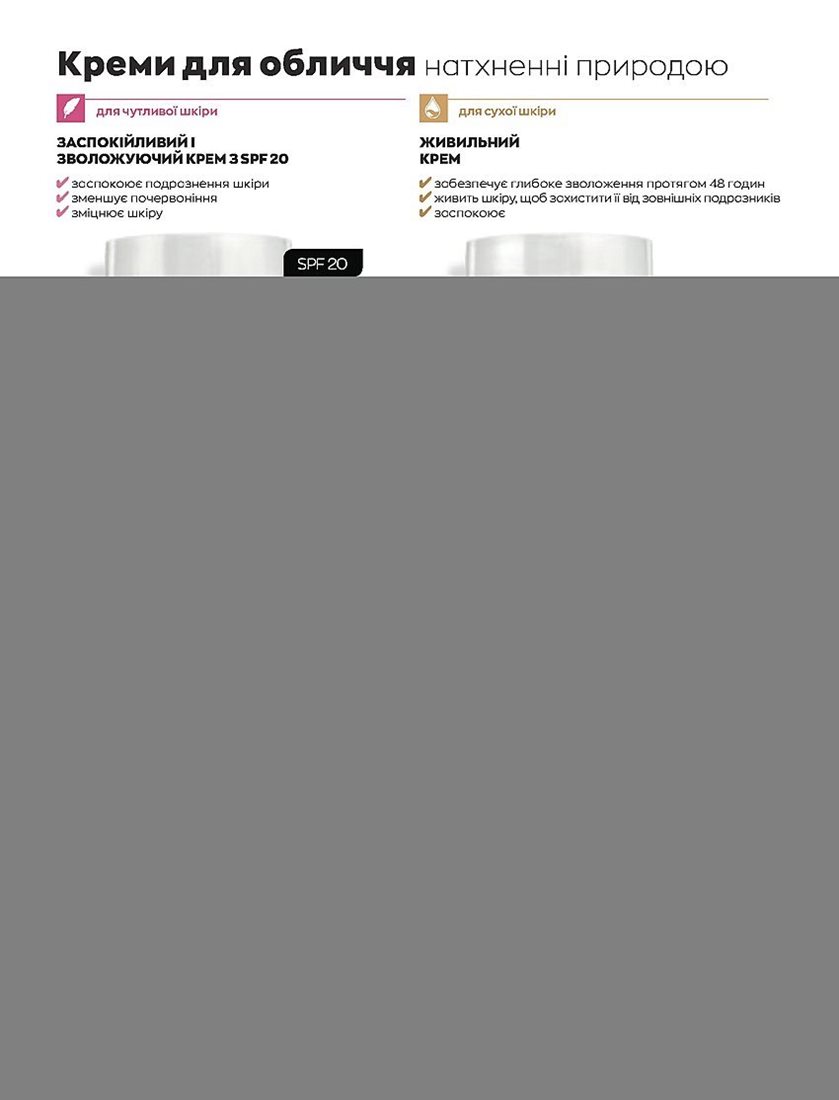 Креми для обличчя натхненні природою
для чутливої шкіри
ЗАСПОКІЙЛИВИЙ І
ЗВОЛОЖУЮЧИЙ КРЕМ З SPF 20
заспокоює подразнення шкіри
зменшує почервоніння
зміцнює шкіру
SPF 20
для сухої шкіри
ЖИВИЛЬНИЙ
КРЕМ
забезпечує глибоке зволоження протягом 48 годин
живить шкіру, щоб захистити її від зовнішніх подразників
заспокоює